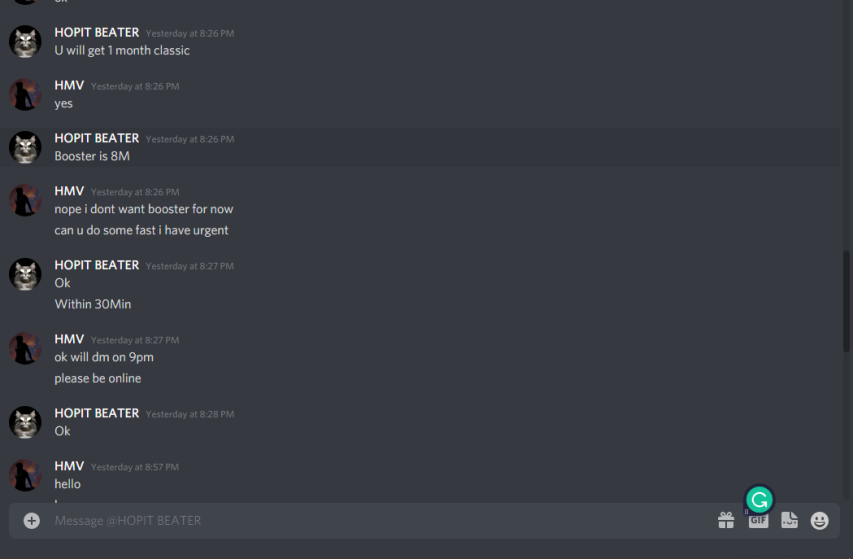 ok
HOPIT BEATER Yesterday at 8:26 PM
U will get 1 month classic
HMV Yesterday at 8:26 PM
yes
HOPIT BEATER Yesterday at 8:26 PM
Booster is 8M
HMV Yesterday at 8:26 PM
nope i dont want booster for now
can u do some fast i have urgent
HOPIT BEATER Yesterday at 8:27 PM
Ok
Within 30Min
HMV Yesterday at 8:27 PM
ok will dm on 9pm
please be online
HOPIT BEATER Yesterday at 8:28 PM
Ok
HMV Yesterday at 8:57 PM
hello
Message @HOPIT BEATER
GIF